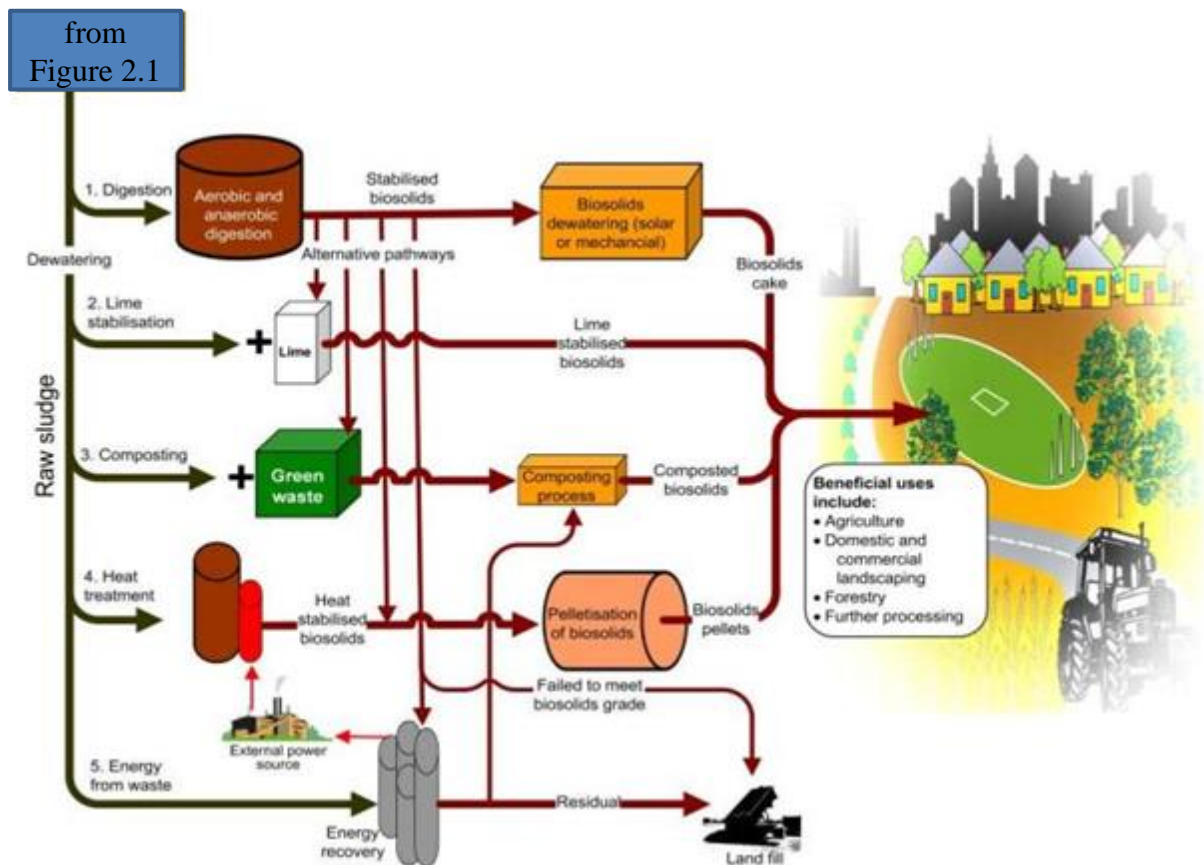 from
Figure 2.1
1. Digestion
Aerobic and
anaerobic
digestion
Stabilised
biosolids
Biosolids
dewatering (solar
or mechancial)
Alternative pathways
Biosolids
cake
Dewatering
2. Lime
stabilisation
+
Lime
Lime
stabilised
biosolids
Raw sludge
3. Composting
+
Green
waste
Composting
process
Composted
biosolids
Beneficial uses
include:
• Agriculture
• Domestic and
commercial
landscaping
• Forestry
• Further processing
4. Heat
treatment
Heat
stabilised
biosolids
Pelletisation
of biosolids
Biosolids
pellets
Failed to meet
biosolids grade
External power
source
5. Energy
from waste
Energy
recovery
Residual
Land fill